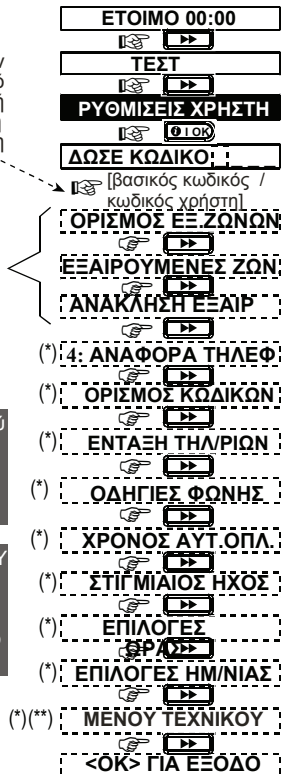 ΕΤΟΙΜΟ 00:00
ΤΕΣΤ
ΡΥΘΜΙΣΕΙΣ ΧΡΗΣΤΗ
I OK
ΔΩΣΕ ΚΩΔΙΚΟ
[βασικός κωδικός /
κωδικός χρήστη]
ΟΡΙΣΜΟΣ ΕΞ.ΖΩΝΩΝ
ΕΞΑΙΡΟΥΜΕΝΕΣ ΖΩΝ
ΑΝΑΚΛΗΣΗ ΕΞΑΙΡ
(*) 4: ΑΝΑΦΟΡΑ ΤΗΛΕΦ
(*) ΟΡΙΣΜΟΣ ΚΩΔΙΚΩΝ
(*) ΕΝΤΑΞΗ ΤΗΛ/ΡΙΩΝ
(*) ΟΔΗΓΙΕΣ ΦΩΝΗΣ
(*) ΧΡΟΝΟΣ ΑΥΤ.ΟΠΛ.
(*) ΣΤΙΓΜΙΑΙΟΣ ΗΧΟΣ
(*) ΕΠΙΛΟΓΕΣ
ΩΡΑΣ
(*) ΕΠΙΛΟΓΕΣ ΗΜ/ΝΙΑΣ
(*)(**) ΜΕΝΟΥ ΤΕΧΝΙΚΟΥ
<OK> ΓΙΑ ΕΞΟΔΟ